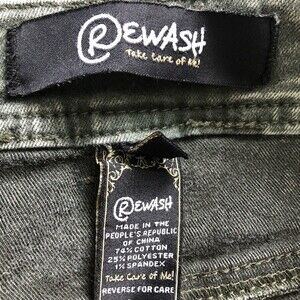 REWASH
Take Care of Me!
REWASH
MADE IN THE
PEOPLE'S REPUBLIC
OF CHINA
74% COTTON
25% POLYESTER
1% SPANDEX
Take Care of Me!
REVERSE FOR CARE